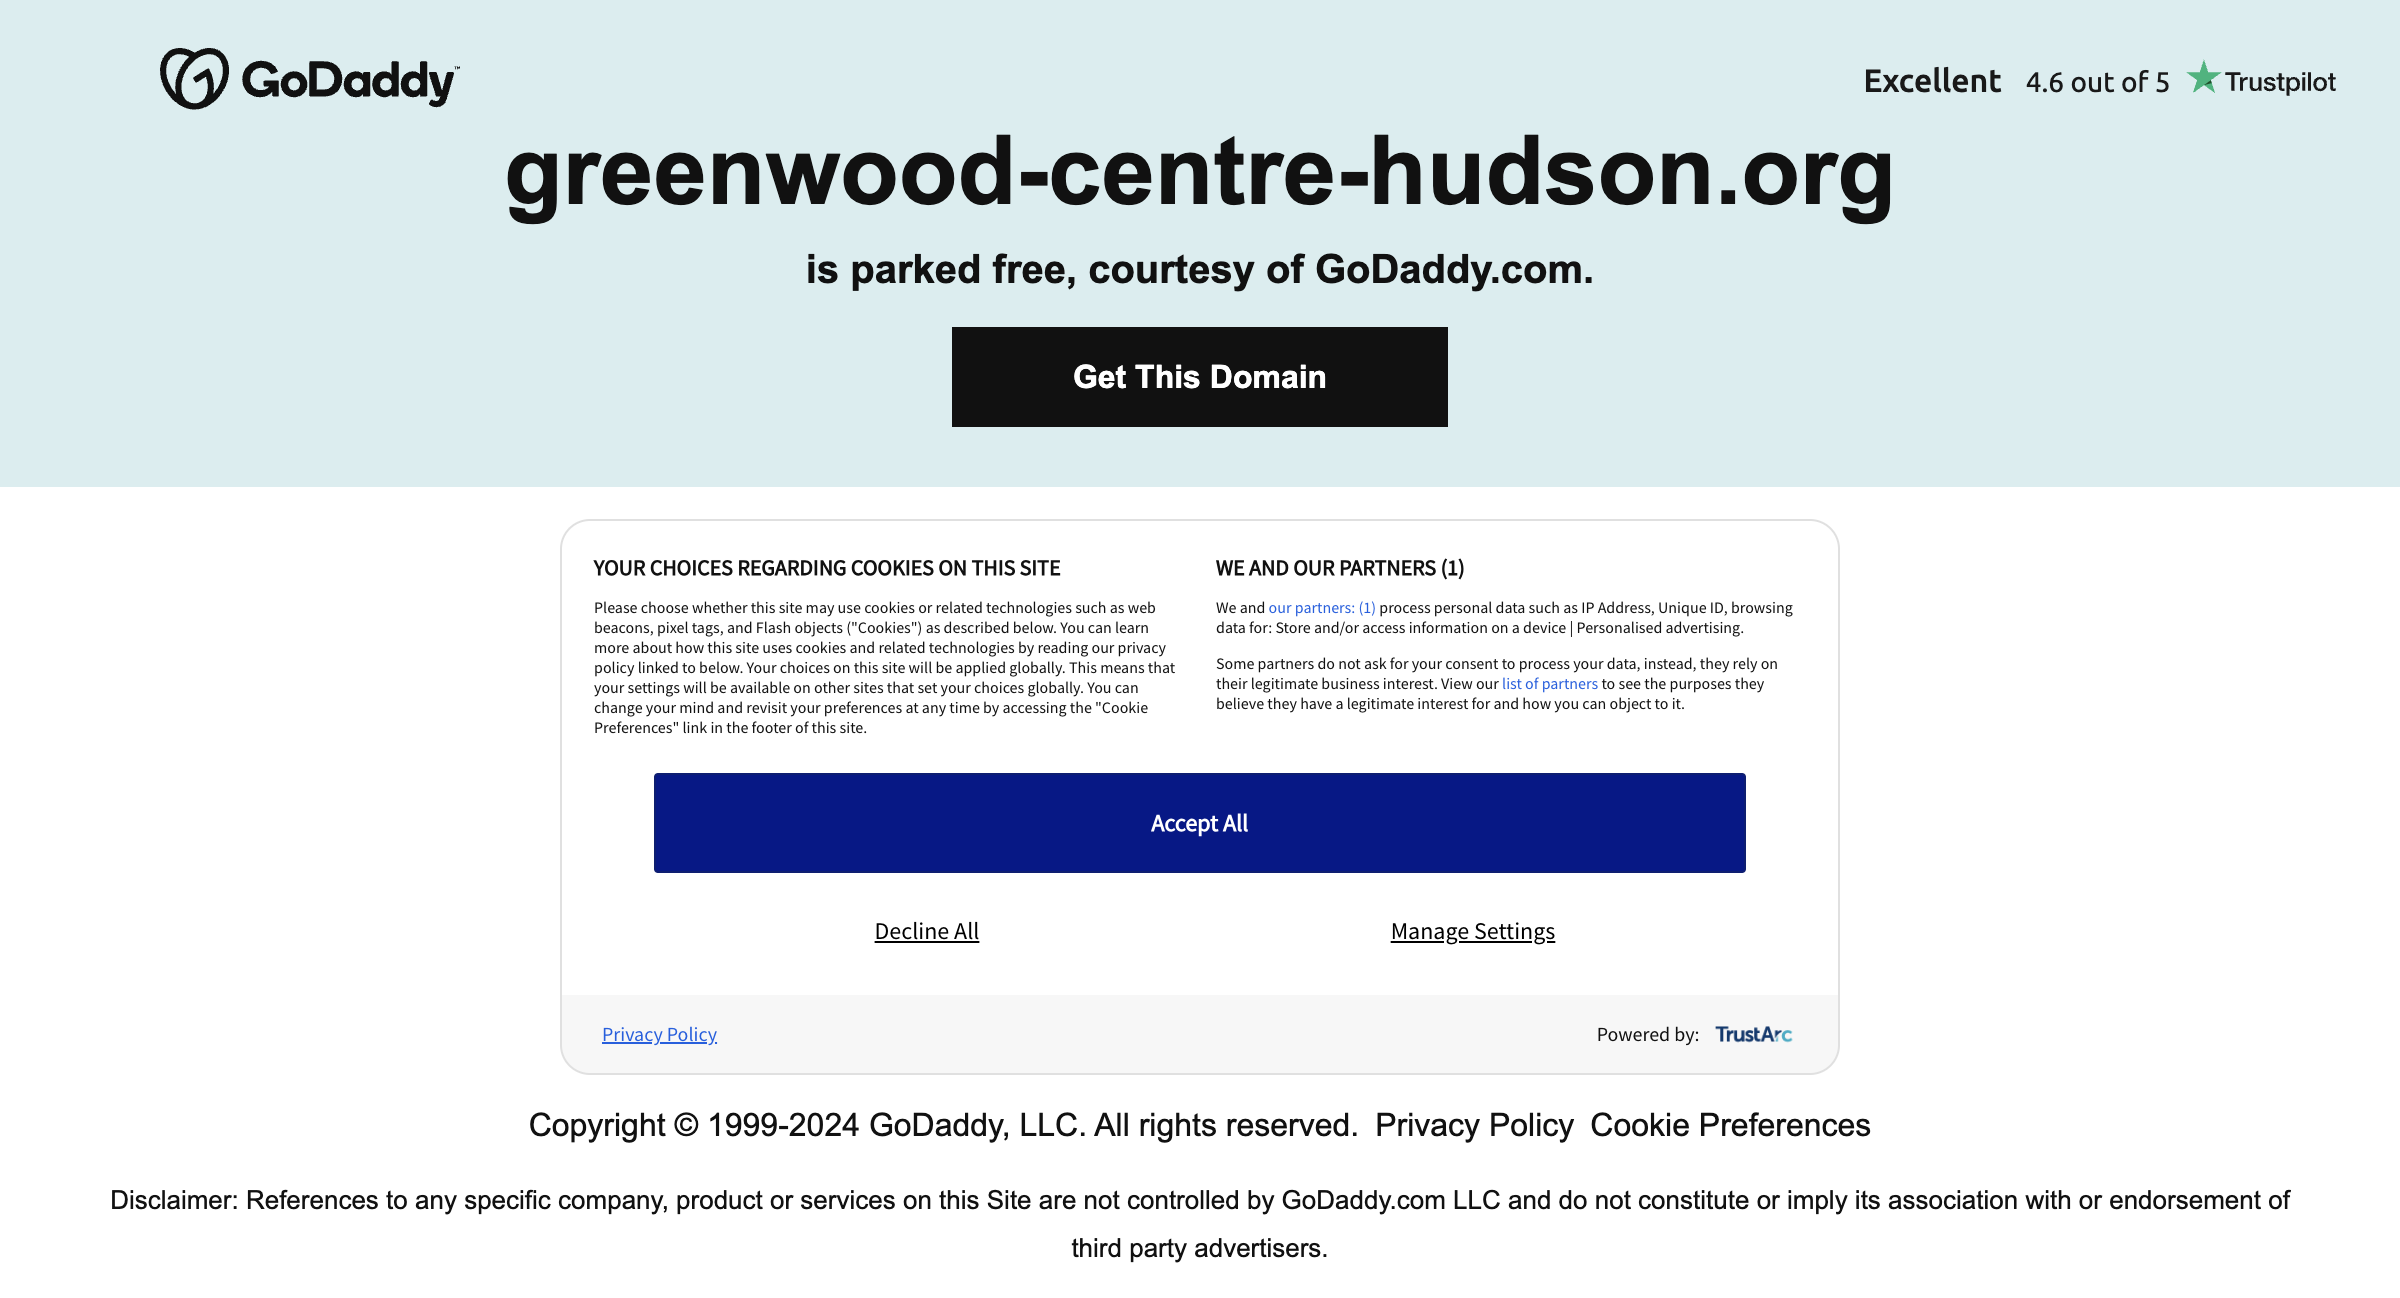 GoDaddy™
Excellent 4.6 out of 5 Trustpilot
greenwood-centre-hudson.org
is parked free, courtesy of GoDaddy.com.
Get This Domain
YOUR CHOICES REGARDING COOKIES ON THIS SITE
Please choose whether this site may use cookies or related technologies such as web
beacons, pixel tags, and Flash objects ("Cookies") as described below. You can learn
more about how this site uses cookies and related technologies by reading our privacy
policy linked to below. Your choices on this site will be applied globally. This means that
your settings will be available on other sites that set your choices globally. You can
change your mind and revisit your preferences at any time by accessing the "Cookie
Preferences" link in the footer of this site.
WE AND OUR PARTNERS (1)
We and our partners: (1) process personal data such as IP Address, Unique ID, browsing
data for: Store and/or access information on a device | Personalised advertising.
Some partners do not ask for your consent to process your data, instead, they rely on
their legitimate business interest. View our list of partners to see the purposes they
believe they have a legitimate interest for and how you can object to it.
Accept All
Decline All
Manage Settings
Privacy Policy
Powered by: TrustArc
Copyright © 1999-2024 GoDaddy, LLC. All rights reserved. Privacy Policy Cookie Preferences
Disclaimer: References to any specific company, product or services on this Site are not controlled by GoDaddy.com LLC and do not constitute or imply its association with or endorsement of
third party advertisers.